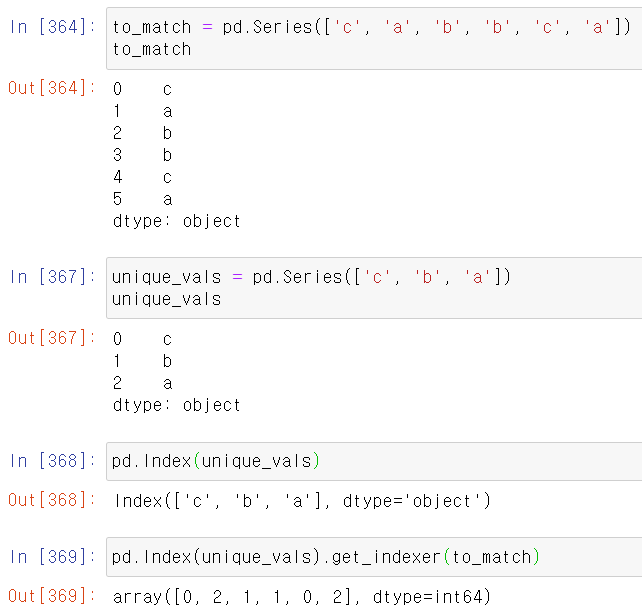 In [364]: to_match = pd.Series(['c', 'a', 'b', 'b', 'c', 'a'])
to_match
Out[364]: 0    c
1    a
2    b
3    b
4    c
5    a
dtype: object
In [367]: unique_vals = pd.Series(['c', 'b', 'a'])
unique_vals
Out[367]: 0    c
1    b
2    a
dtype: object
In [368]: pd.Index(unique_vals)
Out[368]: Index(['c', 'b', 'a'], dtype='object')
In [369]: pd.Index(unique_vals).get_indexer(to_match)
Out[369]: array([0, 2, 1, 1, 0, 2], dtype=int64)